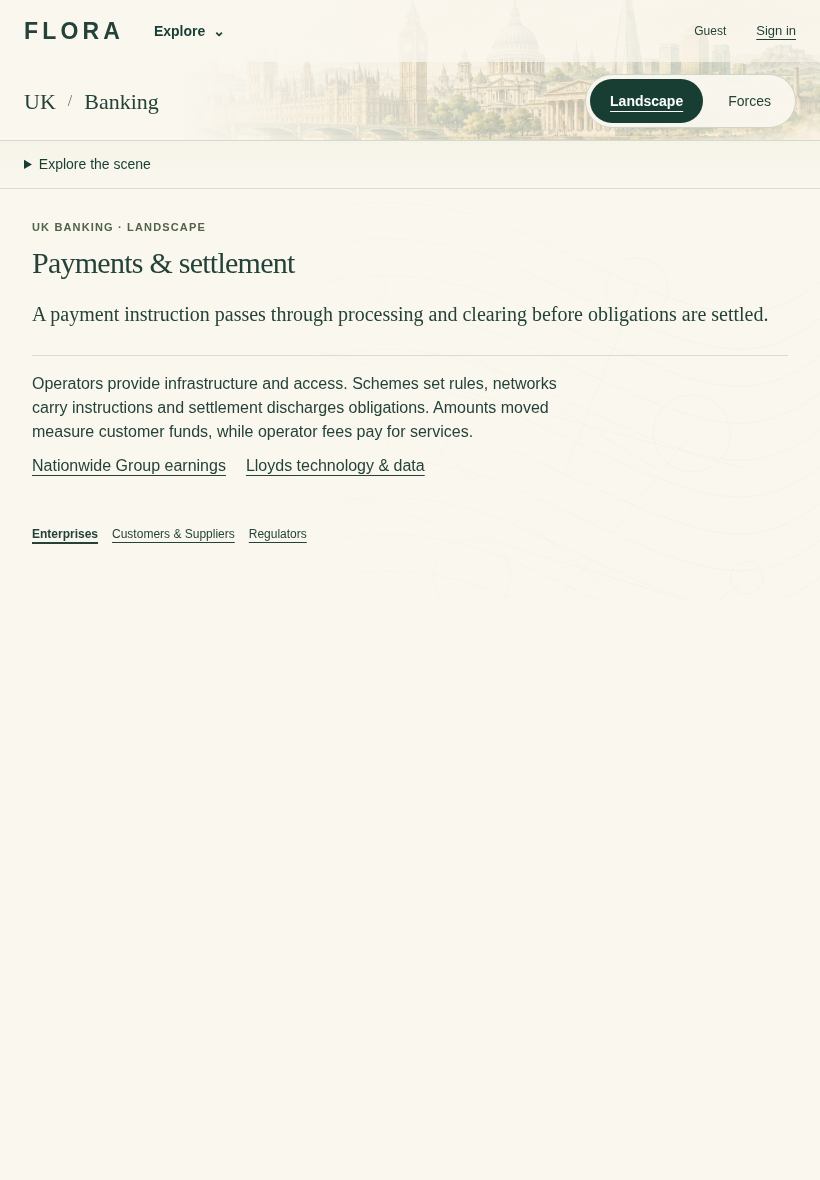 FLORA
Explore
Guest
Sign in
UK / Banking
Landscape
Forces
Explore the scene
UK BANKING · LANDSCAPE
Payments & settlement
A payment instruction passes through processing and clearing before obligations are settled.
Operators provide infrastructure and access. Schemes set rules, networks
carry instructions and settlement discharges obligations. Amounts moved
measure customer funds, while operator fees pay for services.
Nationwide Group earnings
Lloyds technology & data
Enterprises
Customers & Suppliers
Regulators